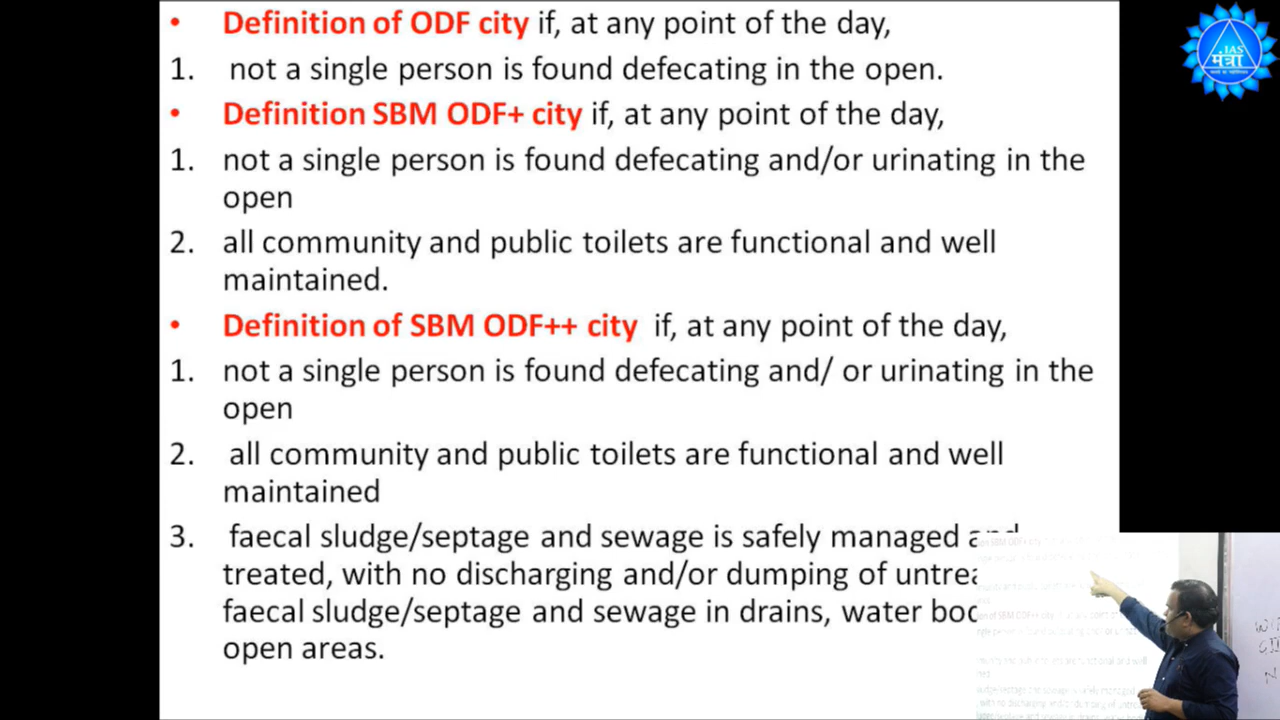 • Definition of ODF city if, at any point of the day,
1. not a single person is found defecating in the open.
• Definition SBM ODF+ city if, at any point of the day,
1. not a single person is found defecating and/or urinating in the
open
2. all community and public toilets are functional and well
maintained.
• Definition of SBM ODF++ city if, at any point of the day,
1. not a single person is found defecating and/ or urinating in the
open
2. all community and public toilets are functional and well
maintained
3. faecal sludge/septage and sewage is safely managed
treated, with no discharging and/or dumping of
faecal sludge/septage and sewage in drains, water
open areas.
IAS
मंत्रा